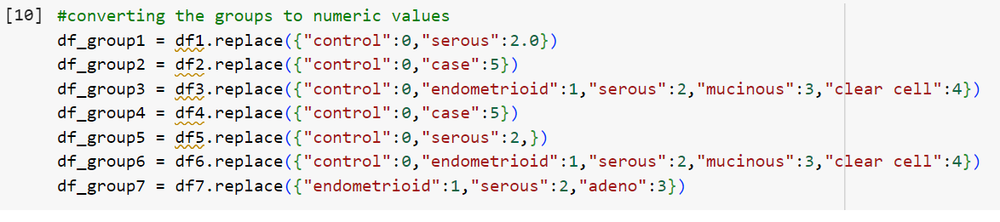 [10] #converting the groups to numeric values
df_group1 = df1.replace({"control":0,"serous":2.0})
df_group2 = df2.replace({"control":0,"case":5})
df_group3 = df3.replace({"control":0,"endometrioid":1,"serous":2,"mucinous":3,"clear cell":4})
df_group4 = df4.replace({"control":0,"case":5})
df_group5 = df5.replace({"control":0,"serous":2,})
df_group6 = df6.replace({"control":0,"endometrioid":1,"serous":2,"mucinous":3,"clear cell":4})
df_group7 = df7.replace({"endometrioid":1,"serous":2,"adeno":3})